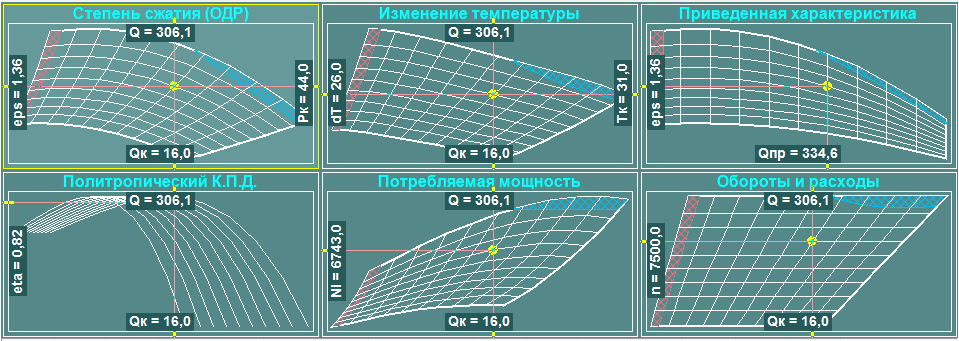 Степень сжатия (ОДР)
Q = 306,1
eps = 1,36
Pк = 44,0
Qк = 16,0
Изменение температуры
Q = 306,1
dT = 26,0
Tк = 31,0
Qк = 16,0
Приведенная характеристика
Q = 306,1
eps = 1,36
Qпр = 334,6
Политропический К.П.Д.
Q = 306,1
eta = 0,82
Qк = 16,0
Потребляемая мощность
Q = 306,1
NI = 6743,0
Qк = 16,0
Обороты и расходы
Q = 306,1
n = 7500,0
Qк = 16,0